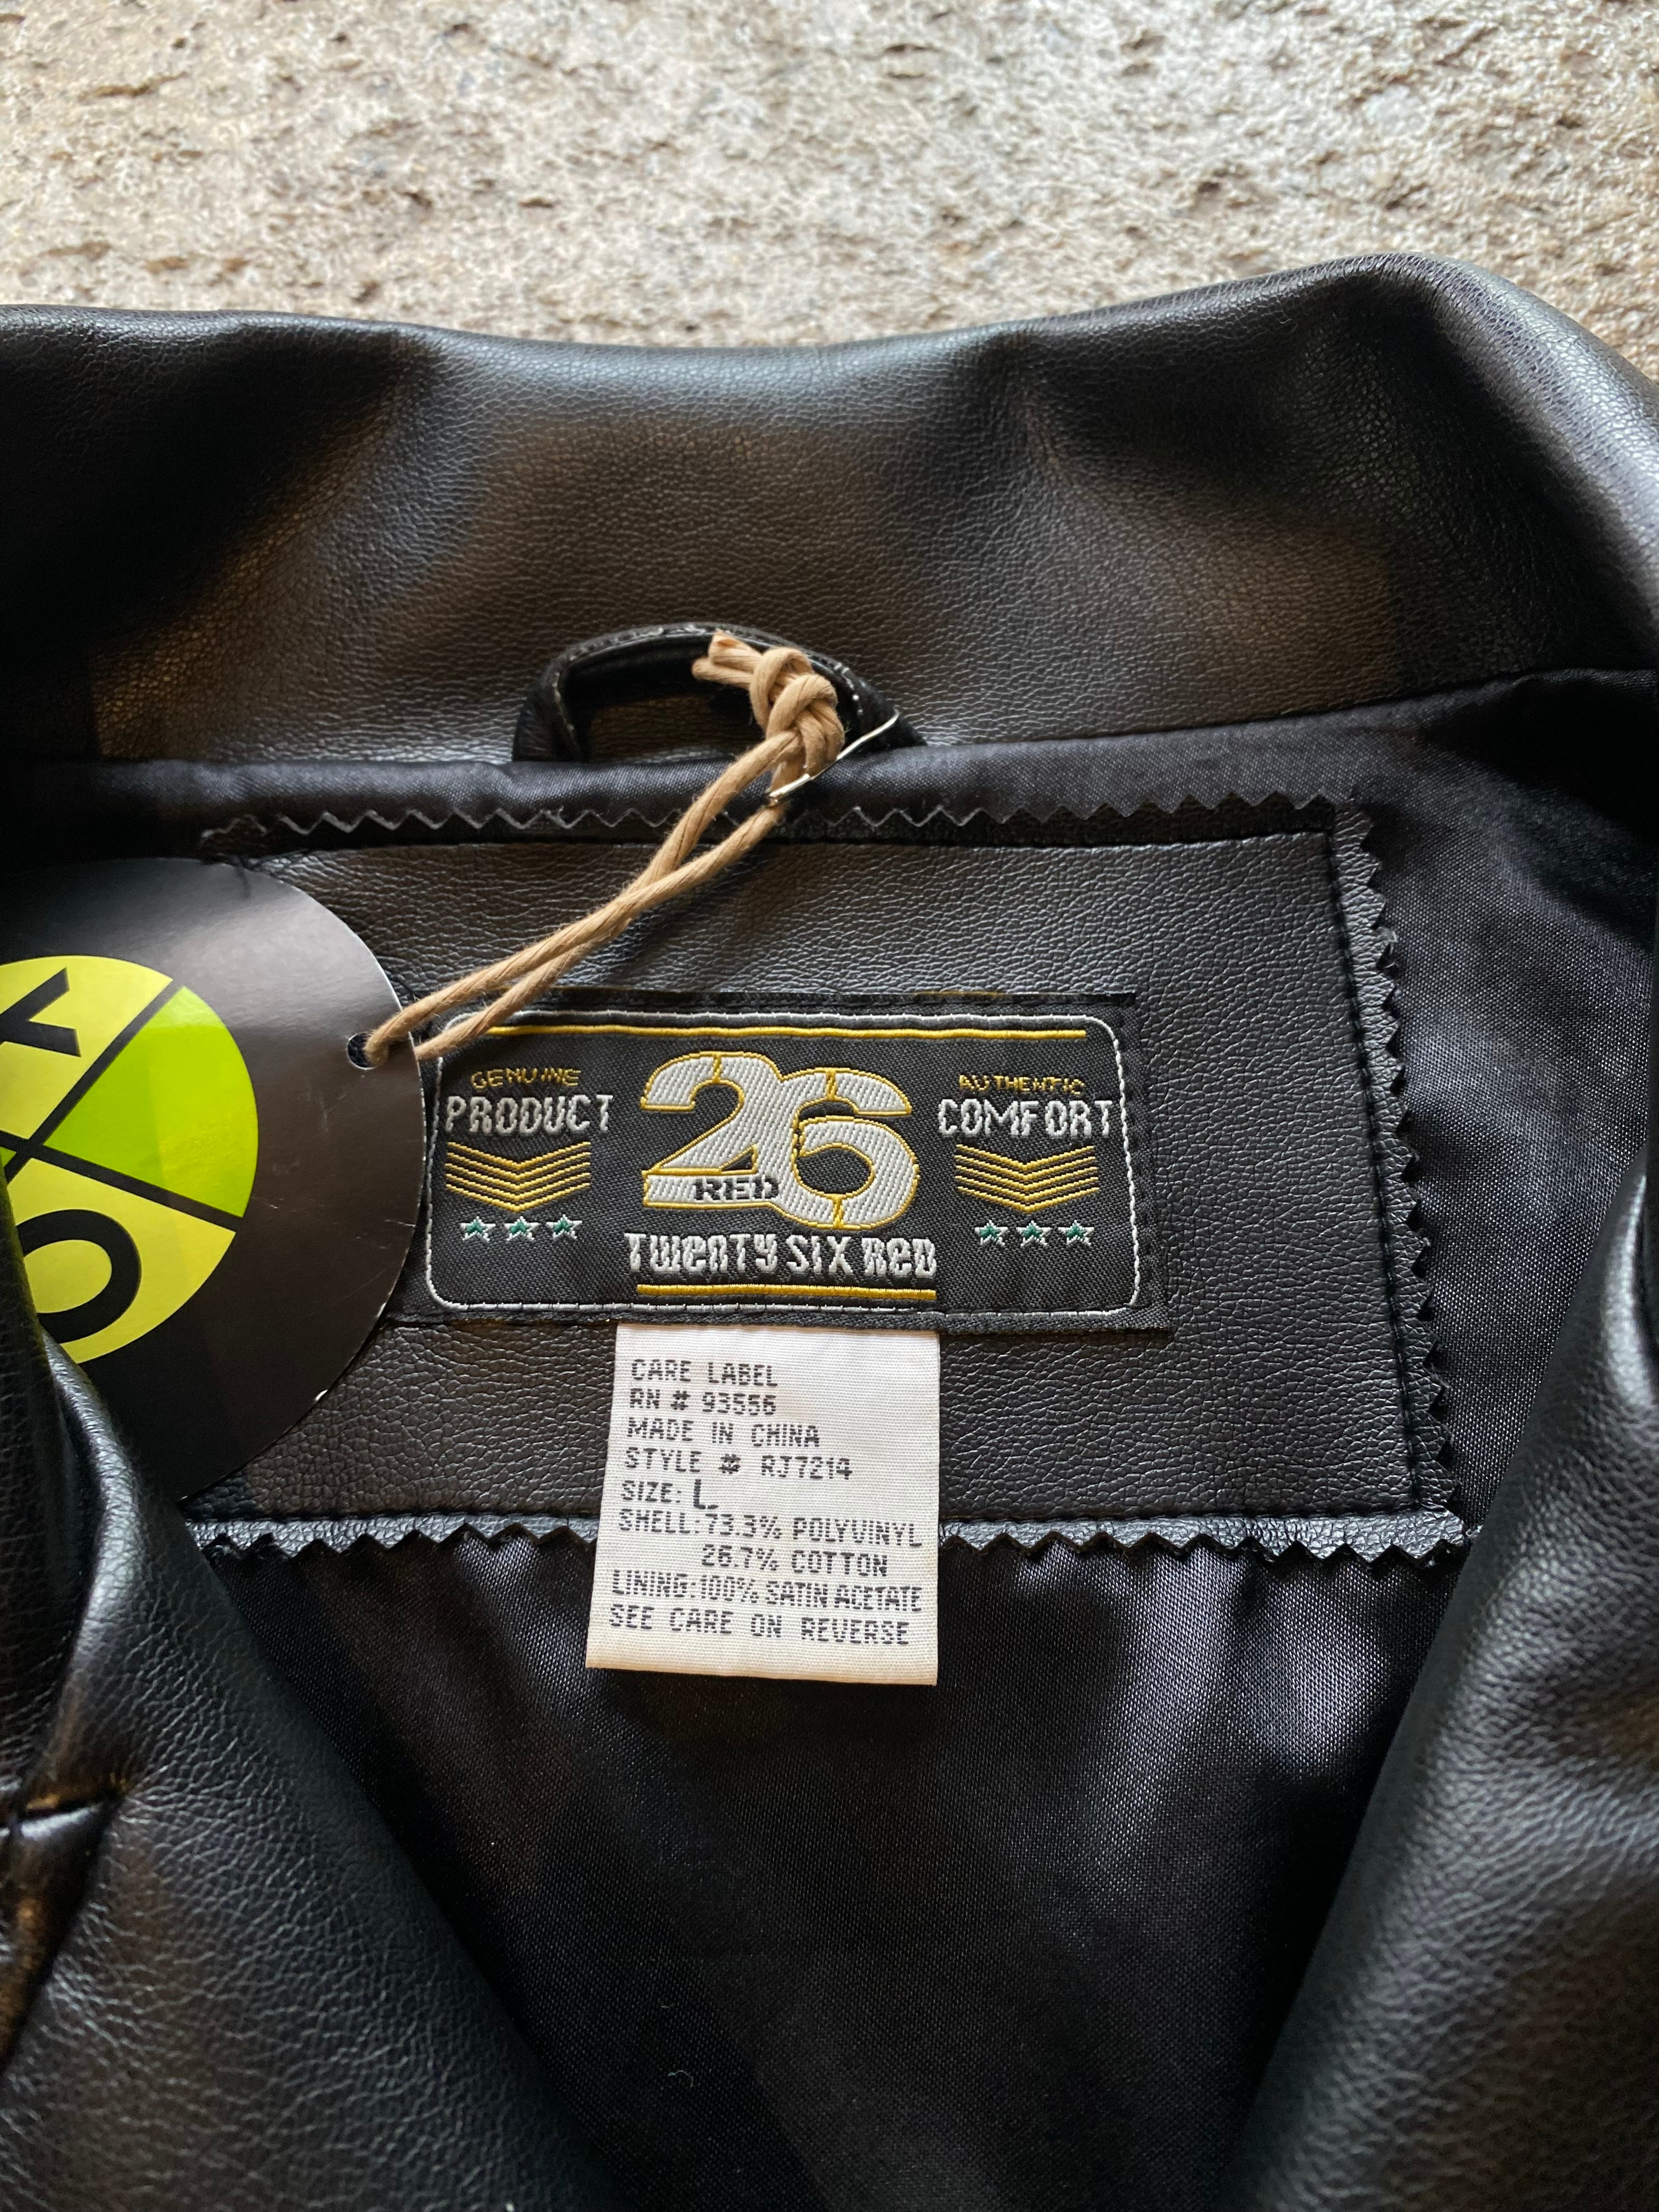 Y
O
GENUINE
PRODUCT
26
RED
TWENTY SIX RED
AUTHENTIC
COMFORT
CARE LABEL
RN # 93556
MADE IN CHINA
STYLE # RJ7214
SIZE: L
SHELL: 73.3% POLYVINYL
26.7% COTTON
LINING: 100% SATIN ACETATE
SEE CARE ON REVERSE